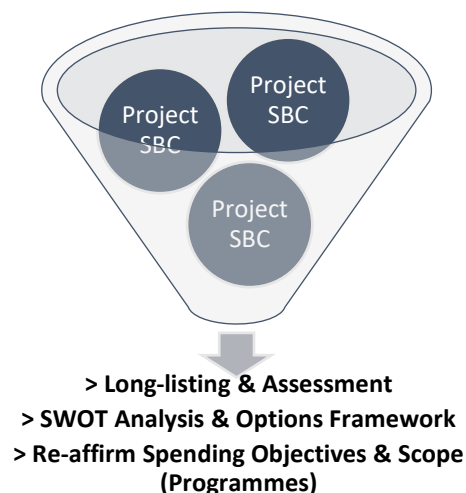 Project
SBC
Project
SBC
Project
SBC
> Long-listing & Assessment
> SWOT Analysis & Options Framework
> Re-affirm Spending Objectives & Scope
(Programmes)